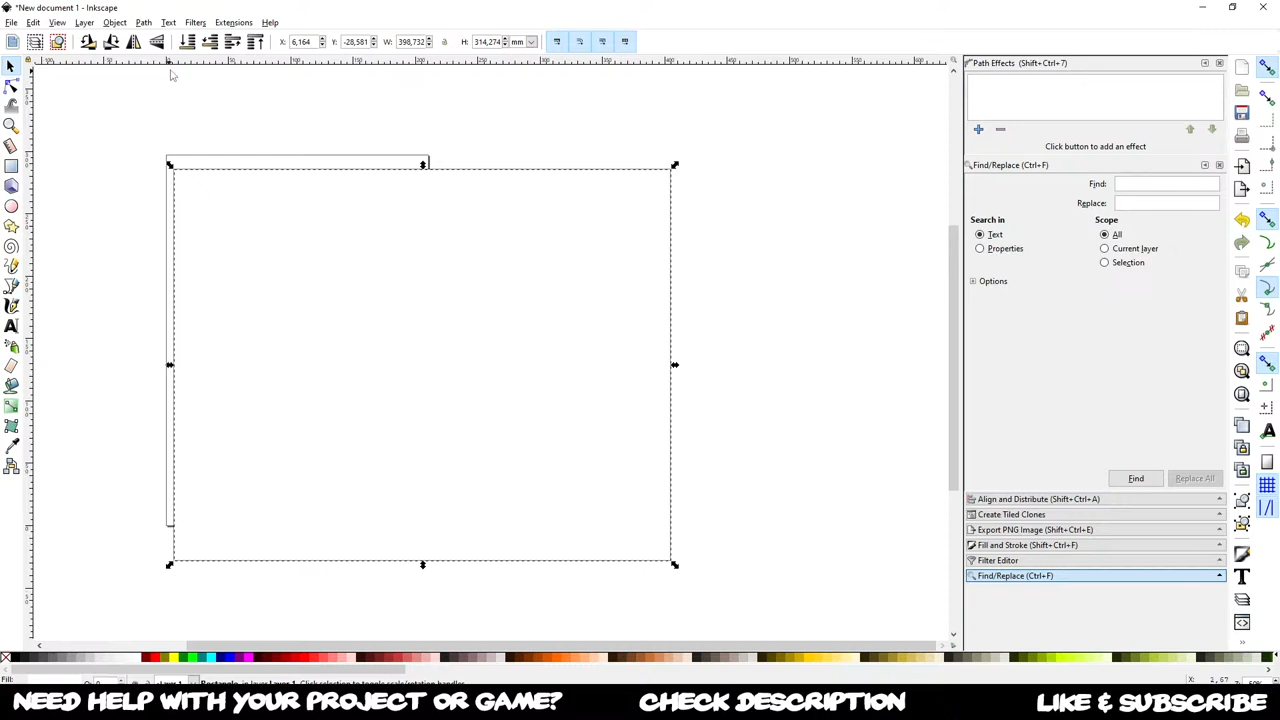 *New document 1 - Inkscape
File Edit View Layer Object Path Text Filters Extensions Help
X: 6,164 Y: -28,581 W: 398,732 H: 314,274 mm
Path Effects (Shift+Ctrl+7)
Click button to add an effect
Find/Replace (Ctrl+F)
Find:
Replace:
Search in Scope
Text All
Properties Current layer
Selection
Options
Find Replace All
Align and Distribute (Shift+Ctrl+A)
Create Tiled Clones
Export PNG Image (Shift+Ctrl+E)
Fill and Stroke (Shift+Ctrl+F)
Filter Editor
Find/Replace (Ctrl+F)
NEED HELP WITH YOUR PROJECT OR GAME? CHECK DESCRIPTION LIKE & SUBSCRIBE